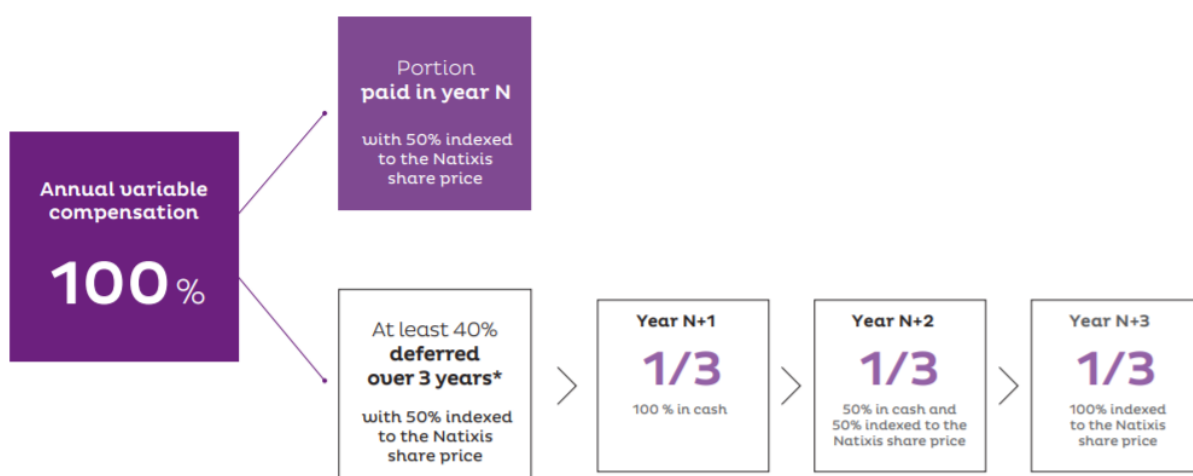 Portion
paid in year N
with 50% indexed
to the Natixis
share price
Annual variable
compensation
100 %
At least 40%
deferred
over 3 years*
with 50% indexed
to the Natixis
share price
Year N+1
1/3
100 % in cash
Year N+2
1/3
50% in cash and
50% indexed to the
Natixis share price
Year N+3
1/3
100% indexed
to the Natixis
share price